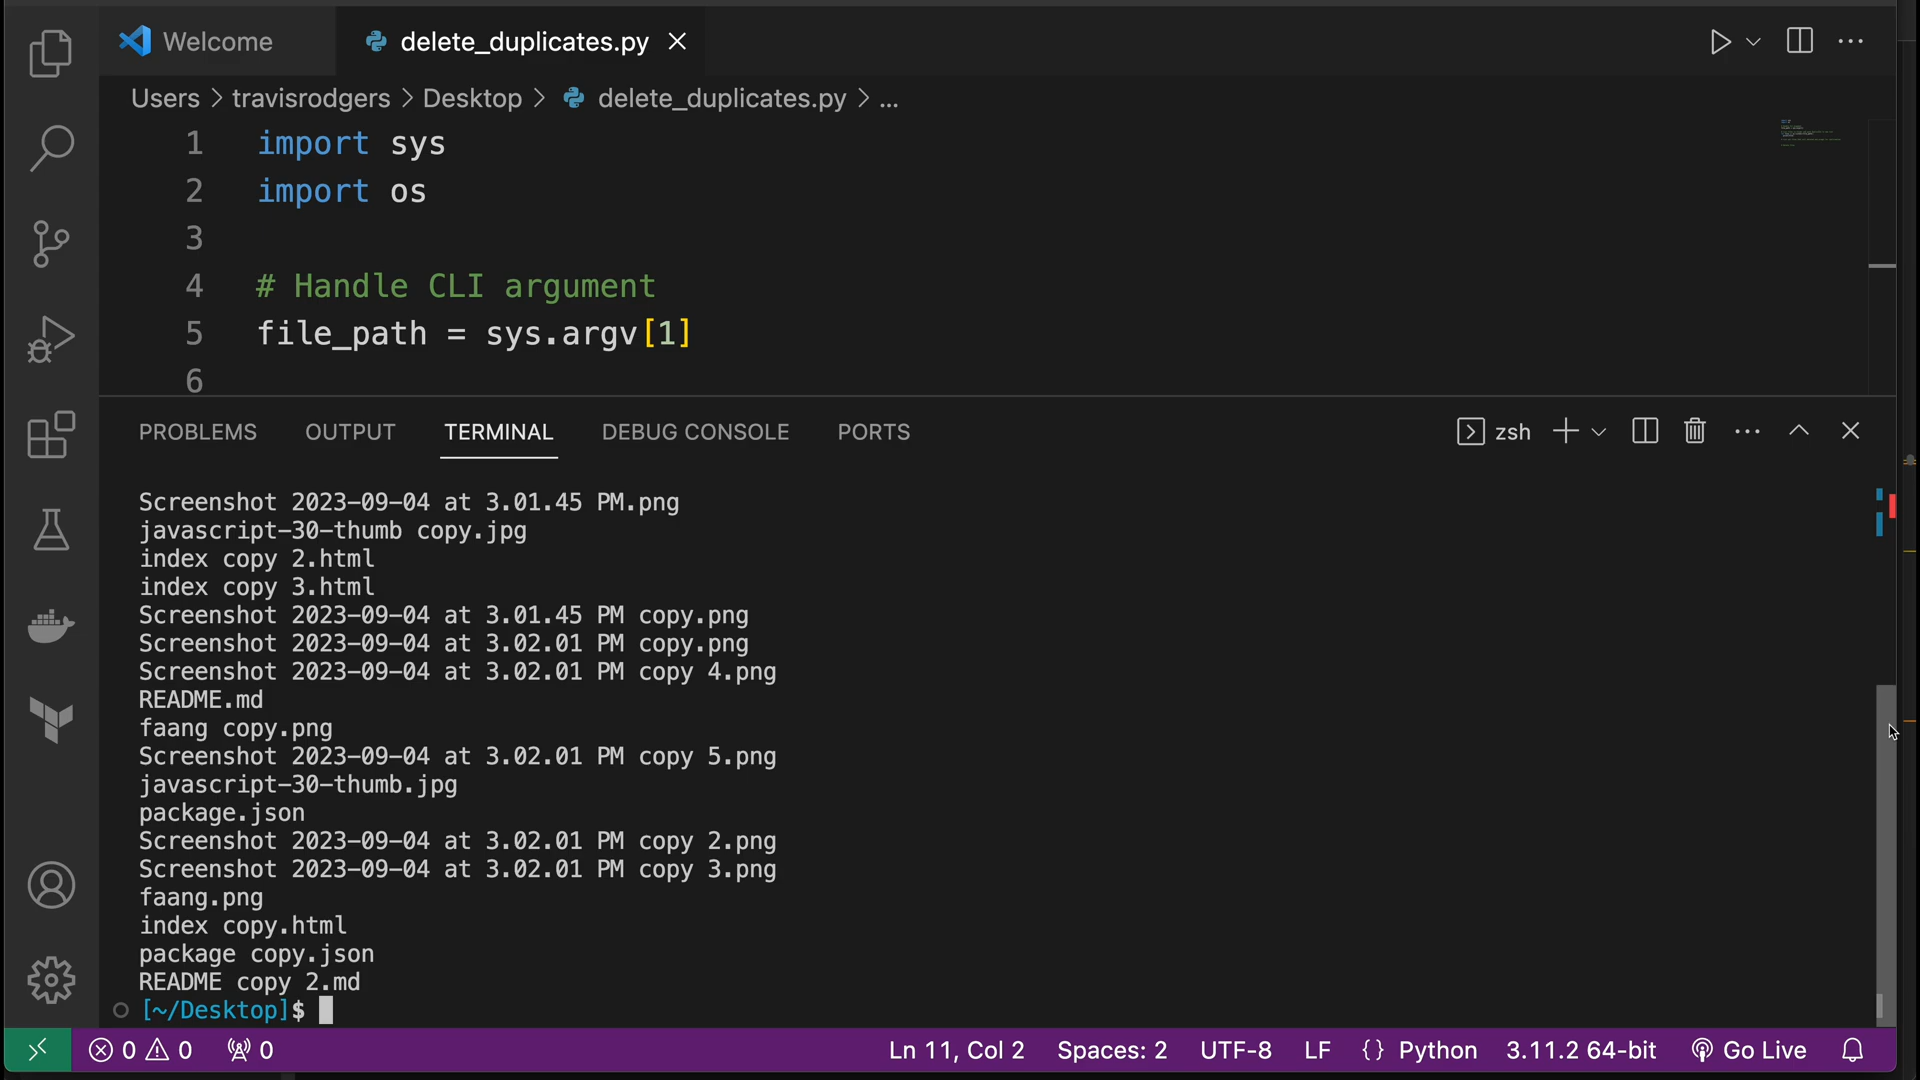 Welcome
delete_duplicates.py
Users > travisrodgers > Desktop > delete_duplicates.py > ...
1 import sys
2 import os
3
4 # Handle CLI argument
5 file_path = sys.argv[1]
6
PROBLEMS OUTPUT TERMINAL DEBUG CONSOLE PORTS zsh
Screenshot 2023-09-04 at 3.01.45 PM.png
javascript-30-thumb copy.jpg
index copy 2.html
index copy 3.html
Screenshot 2023-09-04 at 3.01.45 PM copy.png
Screenshot 2023-09-04 at 3.02.01 PM copy.png
Screenshot 2023-09-04 at 3.02.01 PM copy 4.png
README.md
faang copy.png
Screenshot 2023-09-04 at 3.02.01 PM copy 5.png
javascript-30-thumb.jpg
package.json
Screenshot 2023-09-04 at 3.02.01 PM copy 2.png
Screenshot 2023-09-04 at 3.02.01 PM copy 3.png
faang.png
index copy.html
package copy.json
README copy 2.md
[~/Desktop]$
0 0 0 Ln 11, Col 2 Spaces: 2 UTF-8 LF {} Python 3.11.2 64-bit Go Live